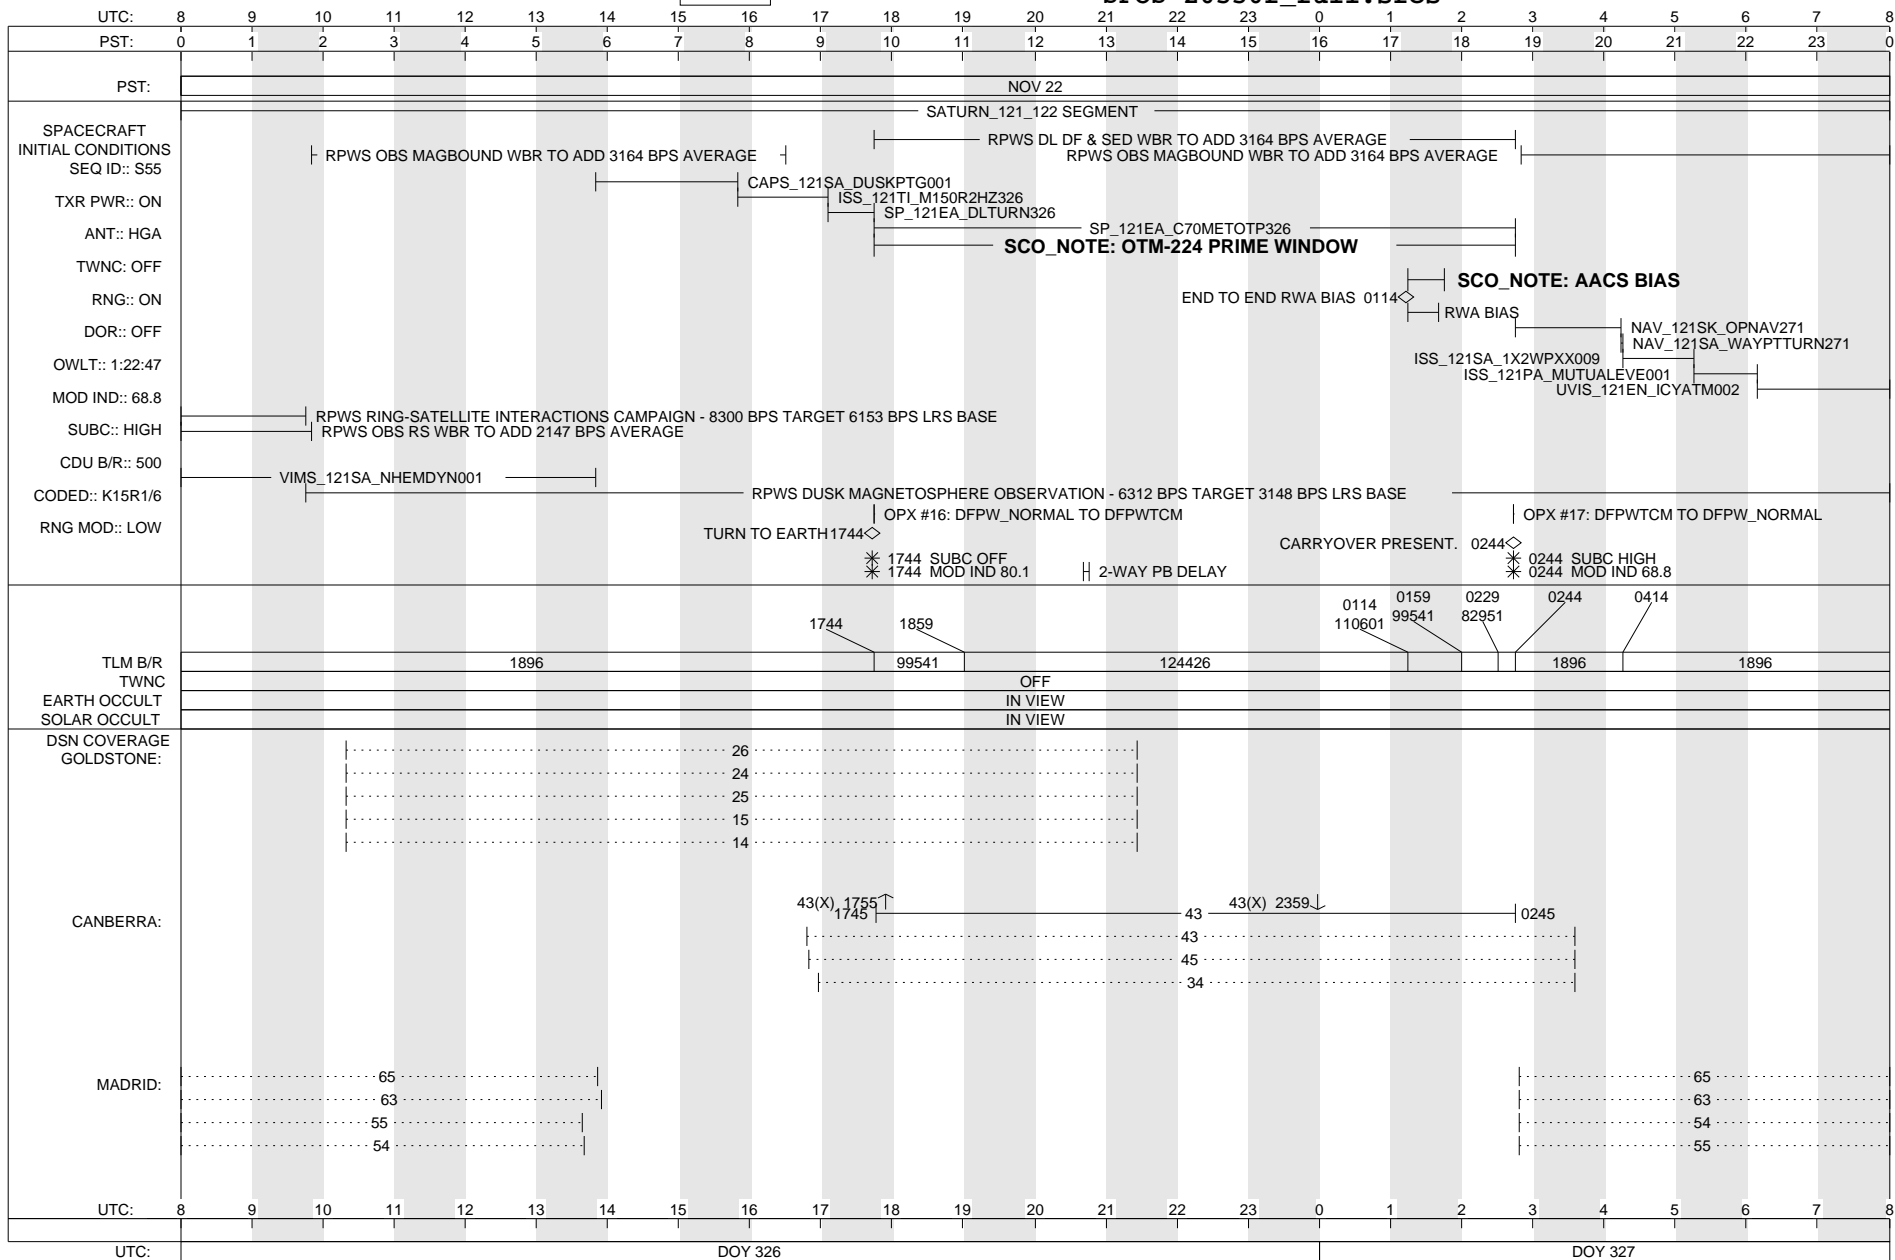 UTC: 8 9 10 11 12 13 14 15 16 17 18 19 20 21 22 23 0 1 2 3 4 5 6 7 8
PST: 0 1 2 3 4 5 6 7 8 9 10 11 12 13 14 15 16 17 18 19 20 21 22 23 0
PST: NOV 22
SATURN_121_122 SEGMENT
SPACECRAFT
INITIAL CONDITIONS
SEQ ID:: S55
TXR PWR:: ON
ANT:: HGA
TWNC: OFF
RNG:: ON
DOR:: OFF
OWLT:: 1:22:47
MOD IND:: 68.8
SUBC:: HIGH
CDU B/R:: 500
CODED:: K15R1/6
RNG MOD:: LOW
RPWS DL DF & SED WBR TO ADD 3164 BPS AVERAGE
RPWS OBS MAGBOUND WBR TO ADD 3164 BPS AVERAGE
RPWS OBS MAGBOUND WBR TO ADD 3164 BPS AVERAGE
CAPS_121SA_DUSKPTG001
ISS_121TI_M150R2HZ326
SP_121EA_DLTURN326
SP_121EA_C70METOTP326
SCO_NOTE: OTM-224 PRIME WINDOW
SCO_NOTE: AACS BIAS
END TO END RWA BIAS 0114
RWA BIAS
NAV_121SK_OPNAV271
NAV_121SA_WAYPTTURN271
ISS_121SA_1X2WPXX009
ISS_121PA_MUTUALEVE001
UVIS_121EN_ICYATM002
RPWS RING-SATELLITE INTERACTIONS CAMPAIGN - 8300 BPS TARGET 6153 BPS LRS BASE
RPWS OBS RS WBR TO ADD 2147 BPS AVERAGE
VIMS_121SA_NHEMDYN001
RPWS DUSK MAGNETOSPHERE OBSERVATION - 6312 BPS TARGET 3148 BPS LRS BASE
OPX #16: DFPW_NORMAL TO DFPWTCM
OPX #17: DFPWTCM TO DFPW_NORMAL
TURN TO EARTH 1744
CARRYOVER PRESENT. 0244
1744 SUBC OFF
0244 SUBC HIGH
1744 MOD IND 80.1
2-WAY PB DELAY
0244 MOD IND 68.8
1744 1859 0114 0159 0229 0244 0414
110601 99541 82951
TLM B/R 1896 99541 124426 1896 1896
TWNC OFF
EARTH OCCULT IN VIEW
SOLAR OCCULT IN VIEW
DSN COVERAGE
GOLDSTONE:
26
24
25
15
14
CANBERRA:
43(X) 1755 43(X) 2359
1745 43 0245
43
45
34
MADRID:
65 65
63 63
55 54
54 55
UTC: 8 9 10 11 12 13 14 15 16 17 18 19 20 21 22 23 0 1 2 3 4 5 6 7 8
UTC: DOY 326 DOY 327